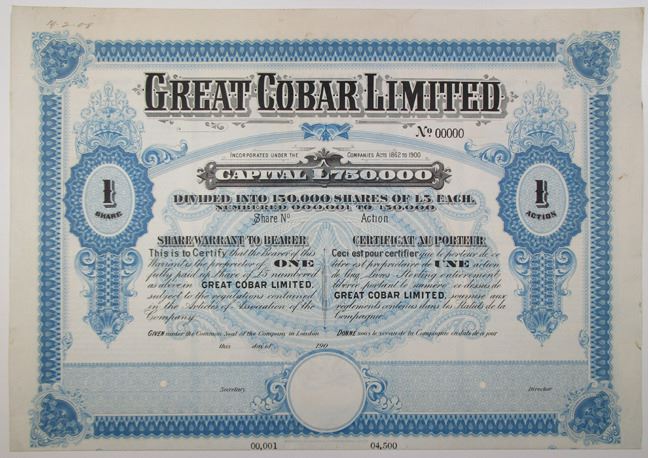 4-2-08
GREAT COBAR LIMITED
No 00000
INCORPORATED UNDER THE COMPANIES ACTS 1862 TO 1900
CAPITAL £750,000
DIVIDED INTO 150,000 SHARES OF £5 EACH,
NUMBERED 000,001 TO 150,000
Share No Action
1 SHARE
1 ACTION
SHARE WARRANT TO BEARER
This is to Certify that the Bearer of this
Warrant is the proprietor of ONE
fully paid up Share of £5 numbered
as above in GREAT COBAR LIMITED,
subject to the regulations contained
in the Articles of Association of the
Company.
GIVEN under the Common Seal of the Company in London
CERTIFICAT AU PORTEUR
Ceci est pour certifier que le porteur de ce
titre est propriétaire de UNE action
de Cinq Livres Sterling entièrement
libérée portant le numéro ci-dessus de
GREAT COBAR LIMITED, soumise aux
règlements contenus dans les Statuts de la
Compagnie.
DONNÉ sous le sceau de la Compagnie en date de ce jour
this day of 190
Secretary.
Director
00,001 04,500